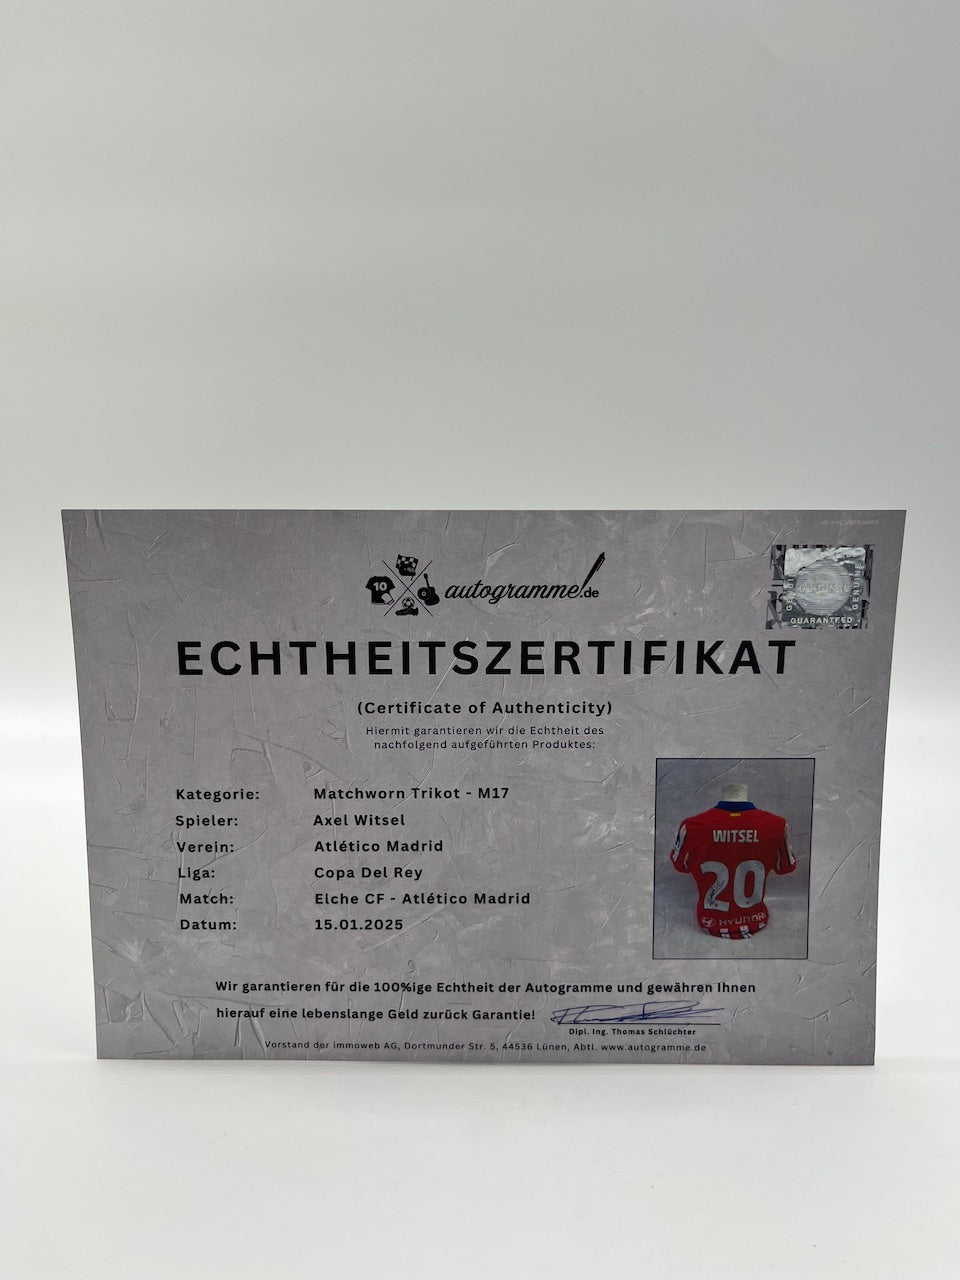 10
autogramme!.de
ORIGINAL
GENUINE
GUARANTEED
ECHTHEITSZERTIFIKAT
(Certificate of Authenticity)
Hiermit garantieren wir die Echtheit des
nachfolgend aufgeführten Produktes:
Kategorie: Matchworn Trikot - M17
Spieler: Axel Witsel
Verein: Atlético Madrid
Liga: Copa Del Rey
Match: Elche CF - Atlético Madrid
Datum: 15.01.2025
WITSEL
20
HYUNDAI
Wir garantieren für die 100%ige Echtheit der Autogramme und gewähren Ihnen
hierauf eine lebenslange Geld zurück Garantie!
Dipl. Ing. Thomas Schlüchter
Vorstand der immoweb AG, Dortmunder Str. 5, 44536 Lünen, Abtl. www.autogramme.de